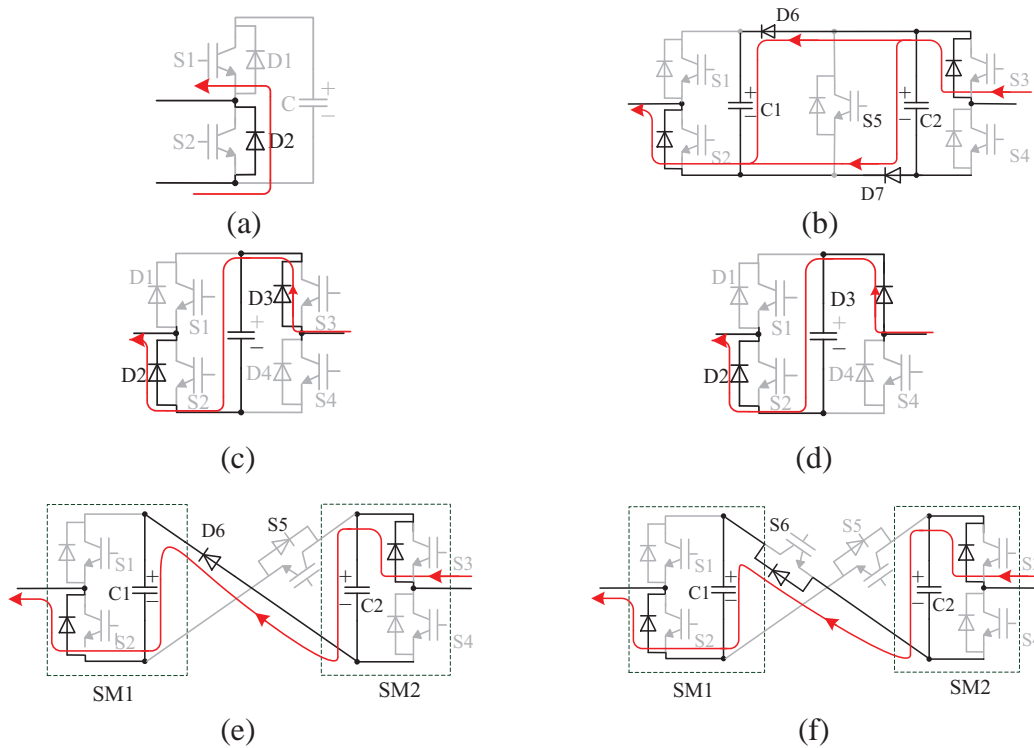 D6
S1
D1
S3
C
+
−
+
−
C1
+
−
C2
S1
S5
S2
D2
S2
S4
D7
(a)
(b)
D1
D3
S1
+
−
S3
D2
D4
S2
S4
D1
D3
S1
+
−
D2
D4
S2
S4
(c)
(d)
D6
S5
S1
S3
C1
+
−
+
−
C2
S2
S4
SM1
SM2
S6
S5
S1
C1
+
−
+
−
C2
S2
SM1
SM2
(e)
(f)